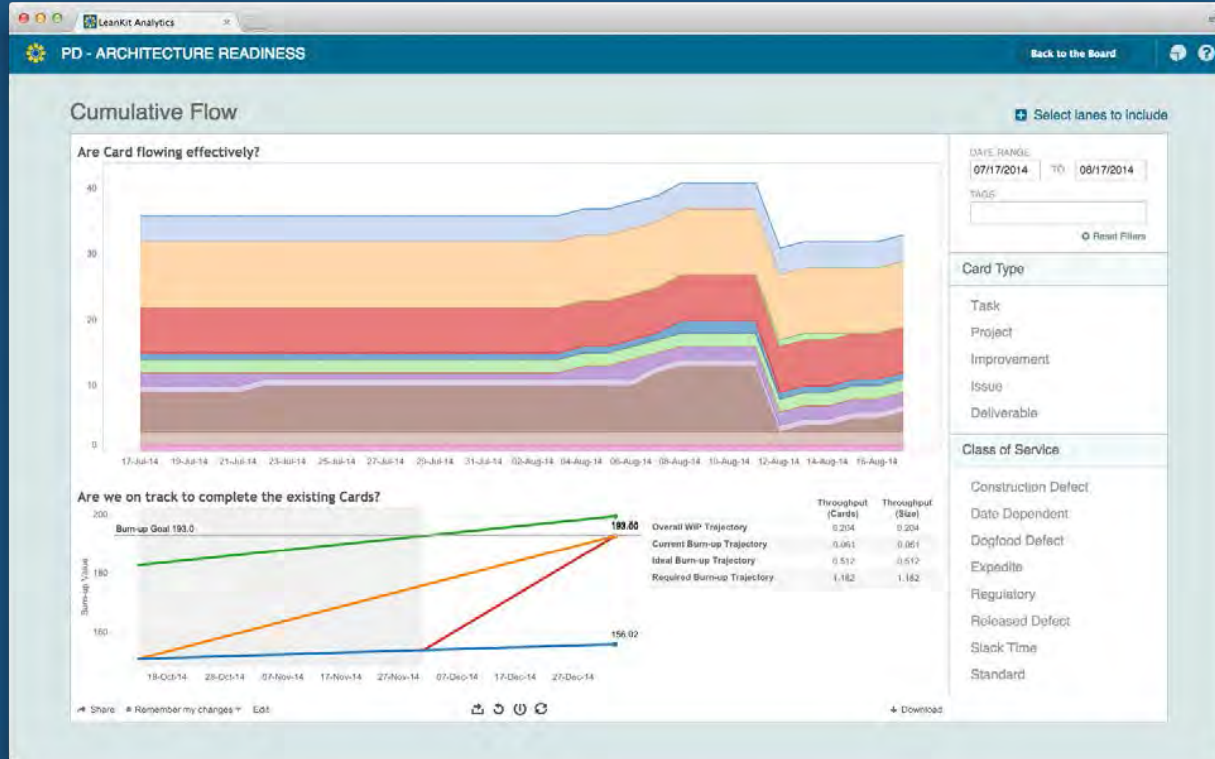 LeanKit Analytics
PD - ARCHITECTURE READINESS
Back to the Board
Cumulative Flow
Select lanes to include
Are Card flowing effectively?
40
30
20
10
0
17-Jul-14 19-Jul-14 21-Jul-14 23-Jul-14 25-Jul-14 27-Jul-14 29-Jul-14 31-Jul-14 02-Aug-14 04-Aug-14 06-Aug-14 08-Aug-14 10-Aug-14 12-Aug-14 14-Aug-14 16-Aug-14
DATE RANGE
07/17/2014 TO 08/17/2014
TAGS
Reset Filters
Card Type
Task
Project
Improvement
Issue
Deliverable
Class of Service
Construction Defect
Date Dependent
Dogfood Defect
Expedite
Regulatory
Released Defect
Slack Time
Standard
Are we on track to complete the existing Cards?
200
180
160
Burn-up Value
Burn-up Goal 193.0
156.02
18-Oct-14 28-Oct-14 07-Nov-14 17-Nov-14 27-Nov-14 07-Dec-14 17-Dec-14 27-Dec-14
Throughput (Cards) Throughput (Size)
Overall WIP Trajectory 0.204 0.204
Current Burn-up Trajectory 0.061 0.061
Ideal Burn-up Trajectory 0.512 0.512
Required Burn-up Trajectory 1.182 1.182
Share Remember my changes Edit
Download